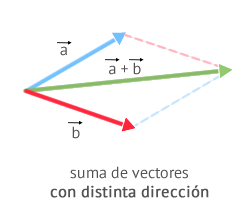 a
a + b
b
suma de vectores
con distinta dirección